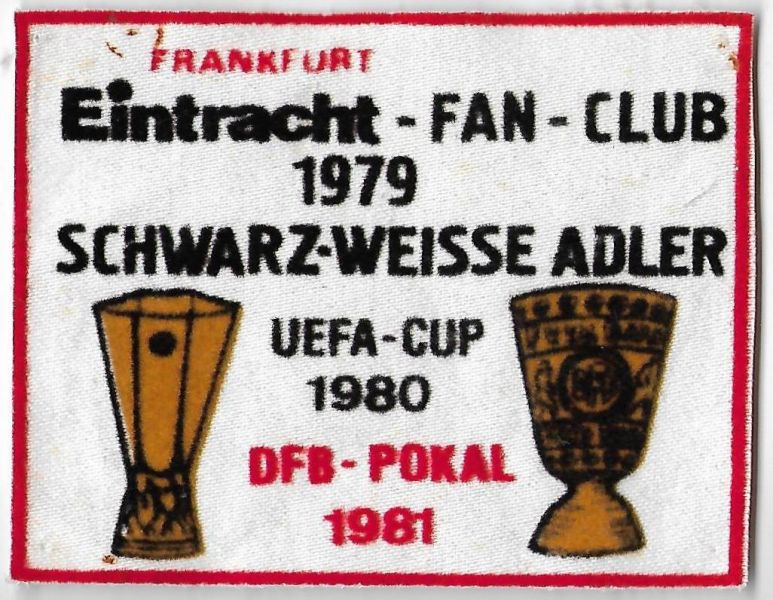 FRANKFURT
Eintracht - FAN - CLUB
1979
SCHWARZ-WEISSE ADLER
UEFA-CUP
1980
DFB - POKAL
1981